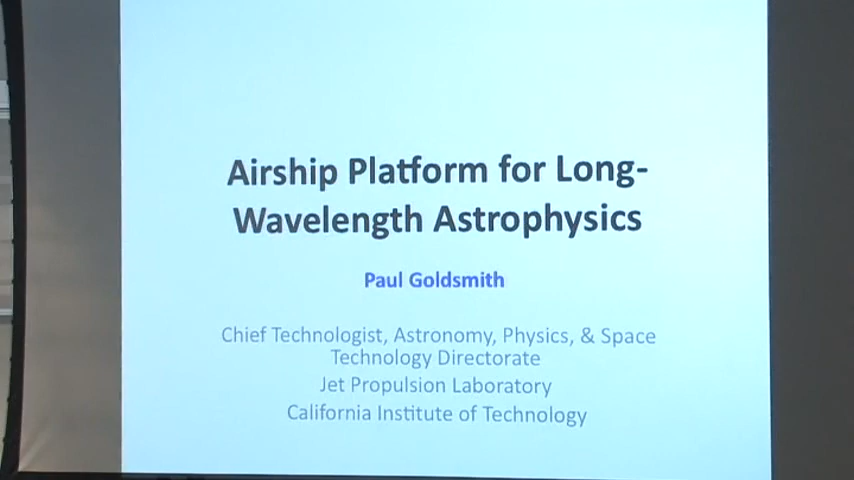 Airship Platform for Long-
Wavelength Astrophysics
Paul Goldsmith
Chief Technologist, Astronomy, Physics, & Space
Technology Directorate
Jet Propulsion Laboratory
California Institute of Technology